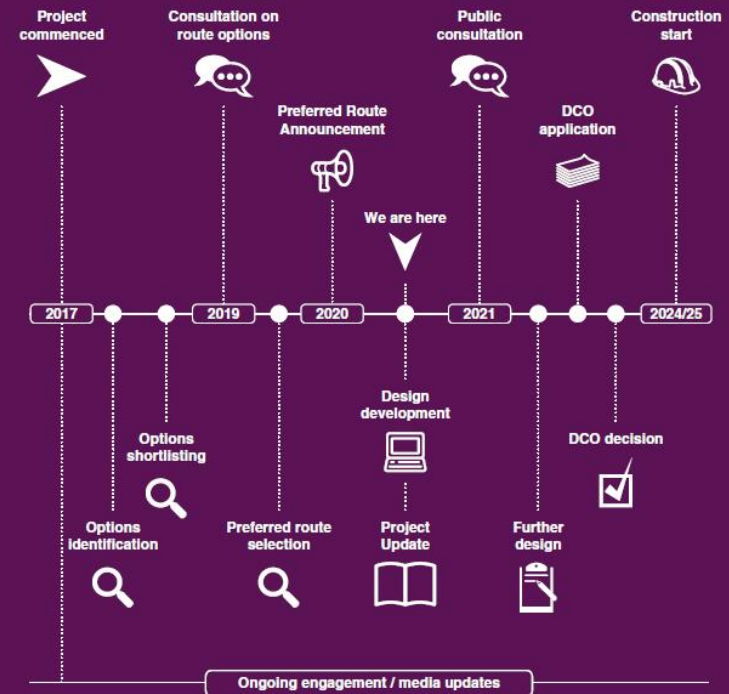 Project
commenced
Consultation on
route options
Public
consultation
Construction
start
Preferred Route
Announcement
DCO
application
We are here
2017
2019
2020
2021
2024/25
Design
development
Options
shortlisting
DCO decision
Options
identification
Preferred route
selection
Project
Update
Further
design
Ongoing engagement / media updates